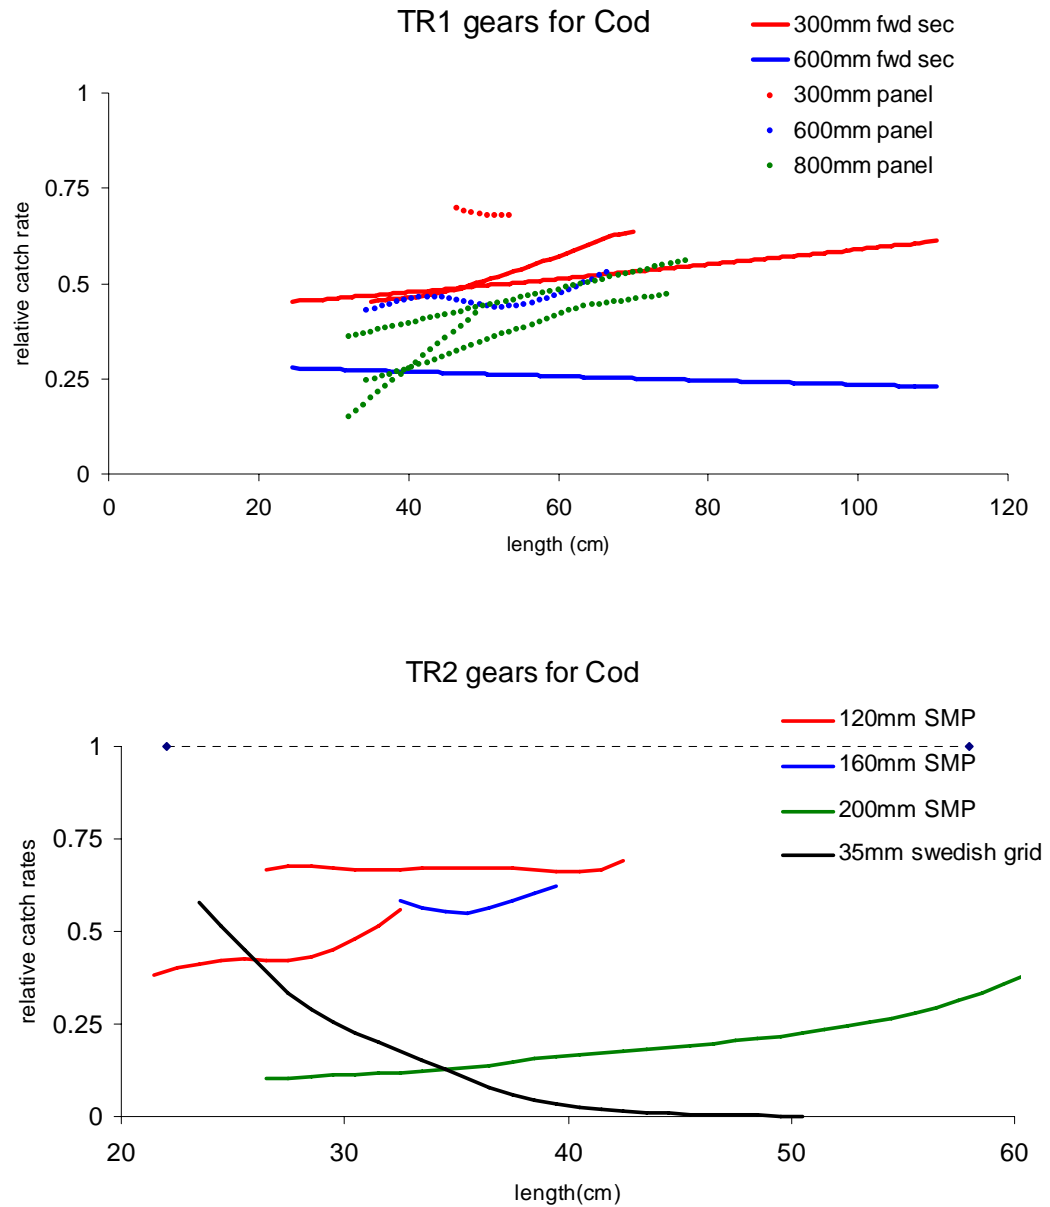 TR1 gears for Cod
300mm fwd sec
600mm fwd sec
300mm panel
600mm panel
800mm panel
1
0.75
0.5
0.25
0
relative catch rate
0 20 40 60 80 100 120
length (cm)
TR2 gears for Cod
120mm SMP
160mm SMP
200mm SMP
35mm swedish grid
1
0.75
0.5
0.25
0
relative catch rates
20 30 40 50 60
length(cm)